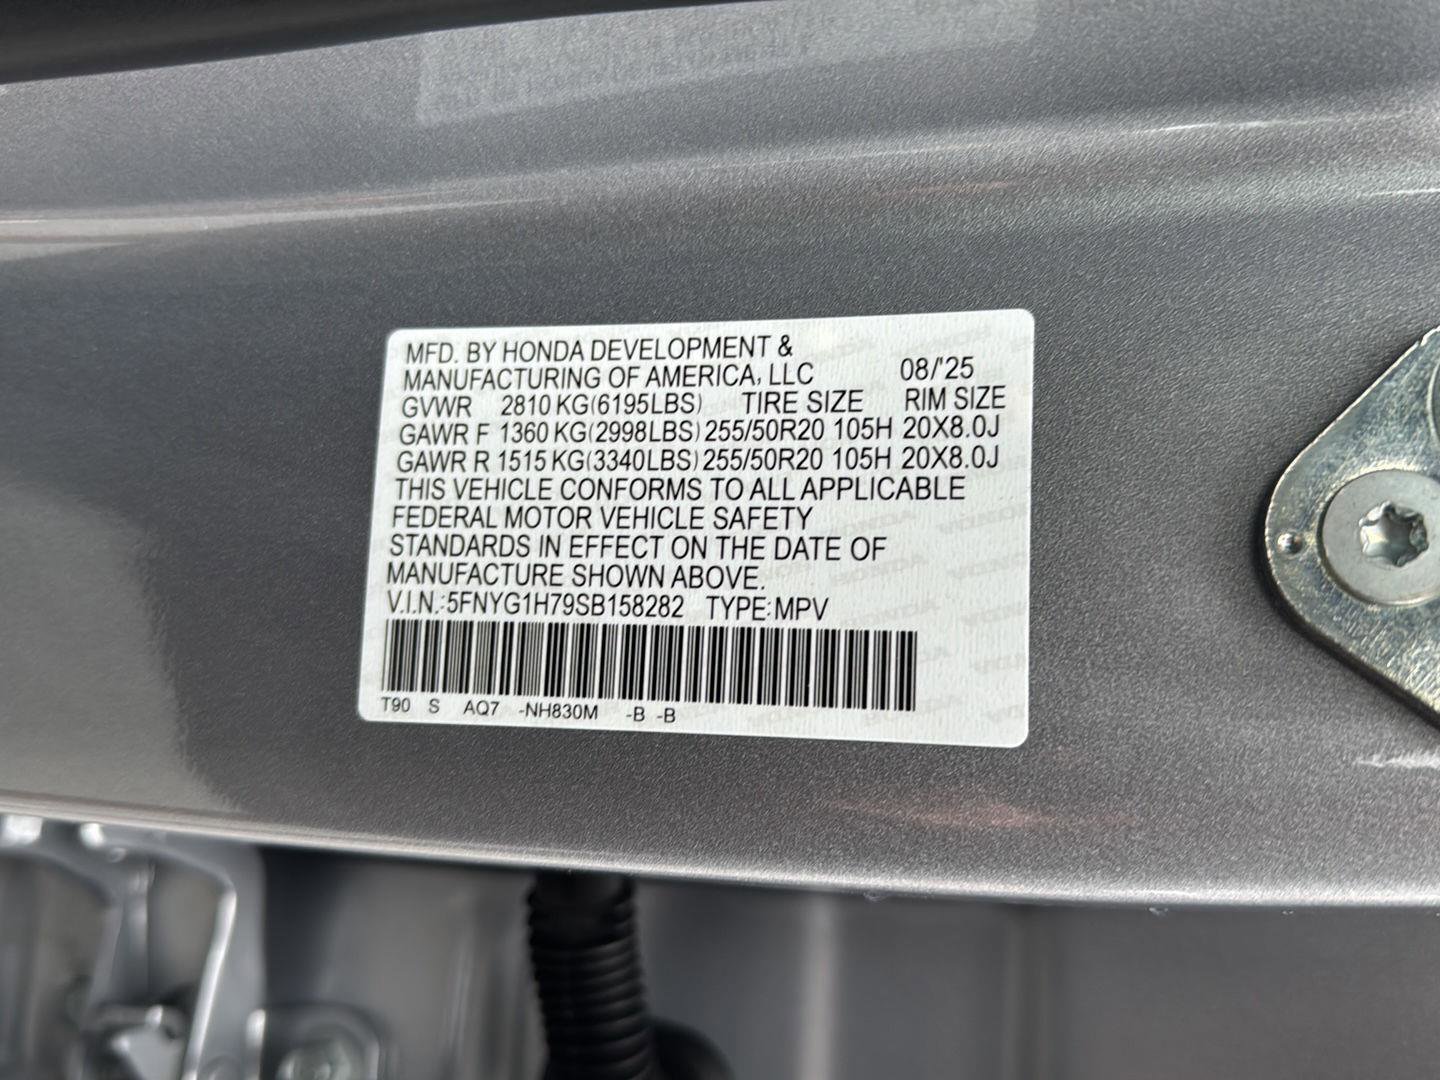 MFD. BY HONDA DEVELOPMENT &
MANUFACTURING OF AMERICA, LLC 08/'25
GVWR 2810 KG(6195LBS) TIRE SIZE RIM SIZE
GAWR F 1360 KG(2998LBS) 255/50R20 105H 20X8.0J
GAWR R 1515 KG(3340LBS) 255/50R20 105H 20X8.0J
THIS VEHICLE CONFORMS TO ALL APPLICABLE
FEDERAL MOTOR VEHICLE SAFETY
STANDARDS IN EFFECT ON THE DATE OF
MANUFACTURE SHOWN ABOVE.
V.I.N.:5FNYG1H79SB158282 TYPE:MPV
T90 S AQ7 -NH830M -B -B